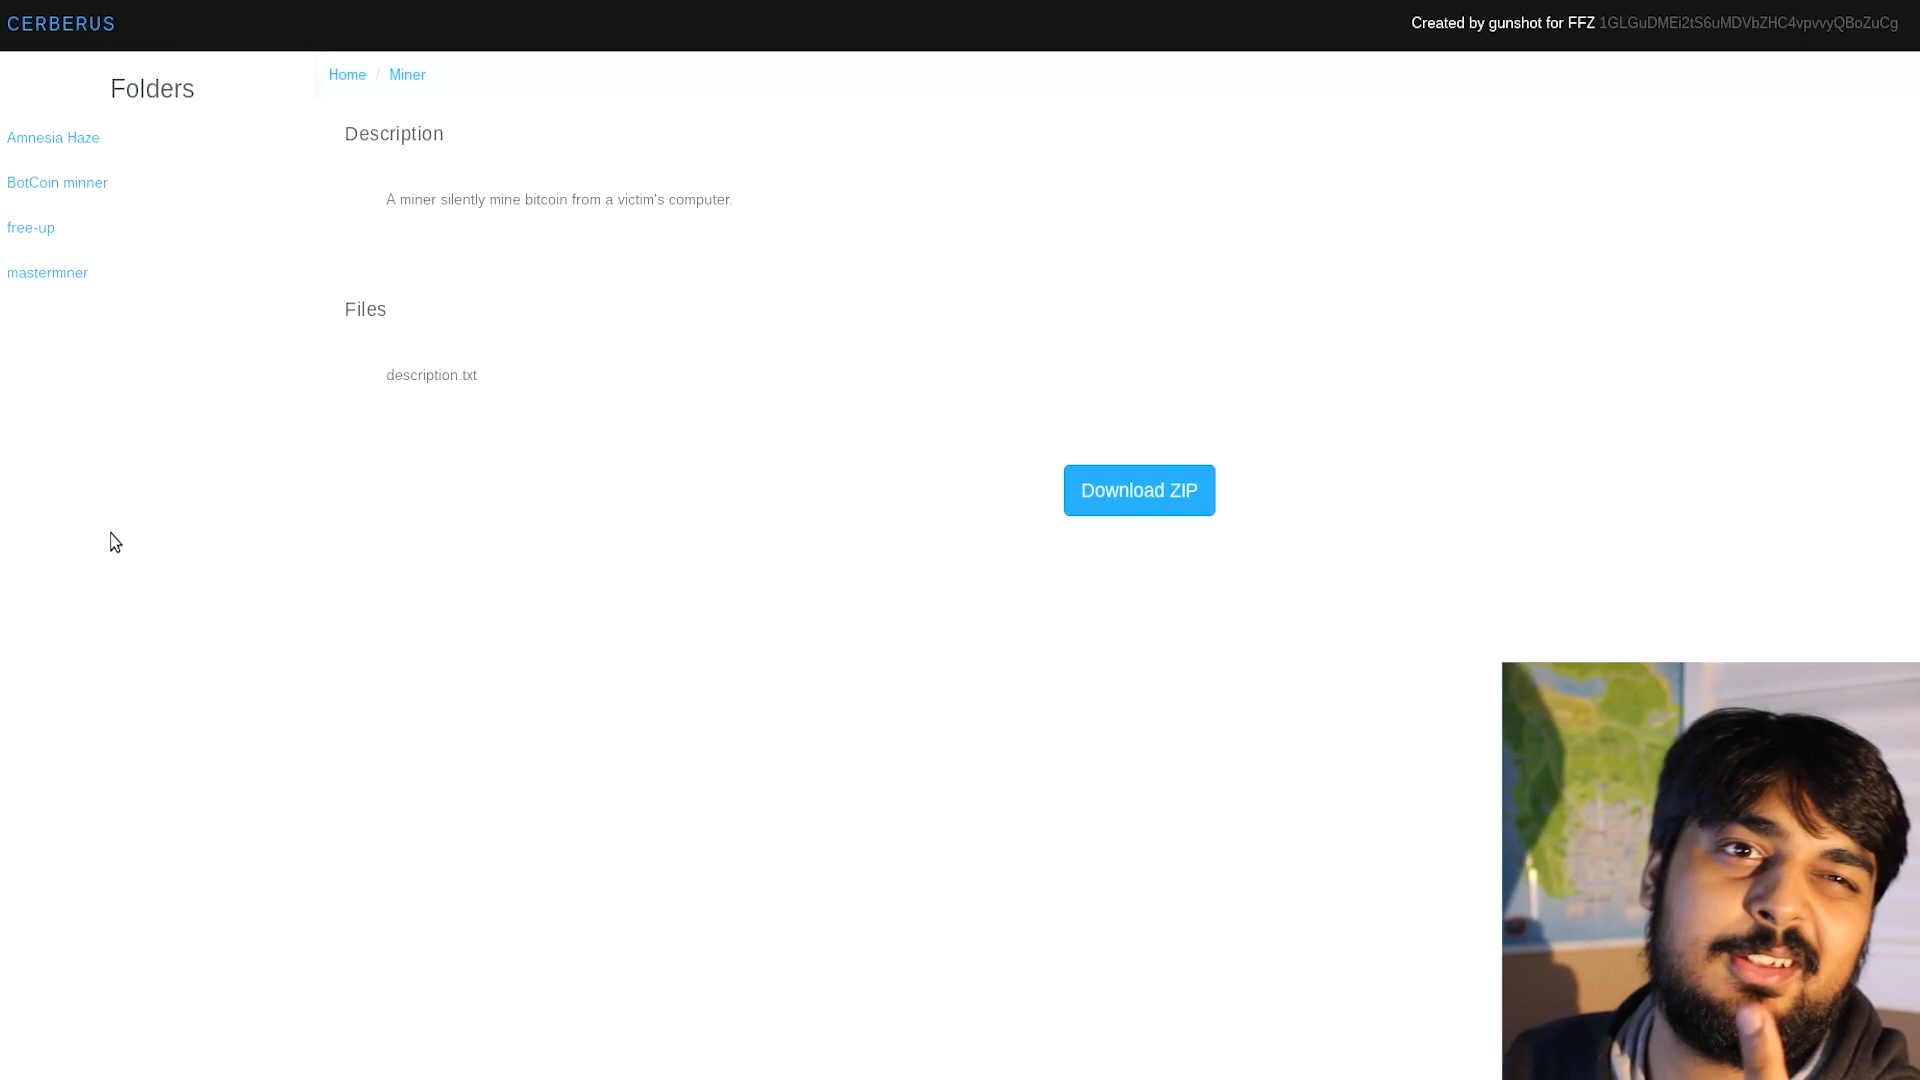 CERBERUS
Created by gunshot for FFZ 1GLGuDMEi2tS6uMDVbZHC4vpvvyQBoZuCg
Folders
Amnesia Haze
BotCoin minner
free-up
masterminer
Home / Miner
Description
A miner silently mine bitcoin from a victim's computer.
Files
description.txt
Download ZIP